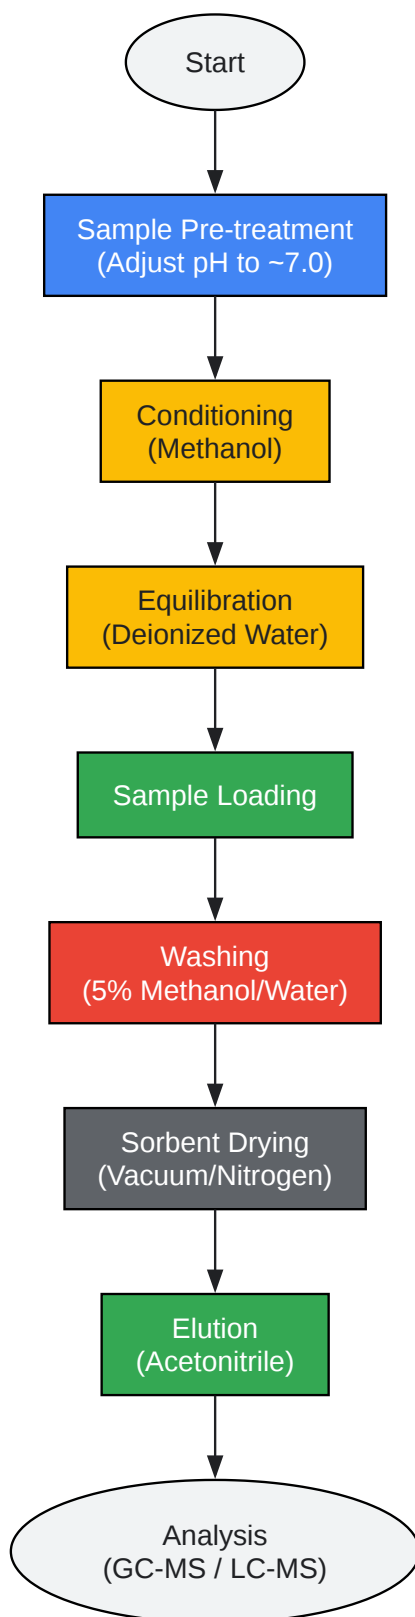 Start
Sample Pre-treatment
(Adjust pH to ~7.0)
Conditioning
(Methanol)
Equilibration
(Deionized Water)
Sample Loading
Washing
(5% Methanol/Water)
Sorbent Drying
(Vacuum/Nitrogen)
Elution
(Acetonitrile)
Analysis
(GC-MS / LC-MS)